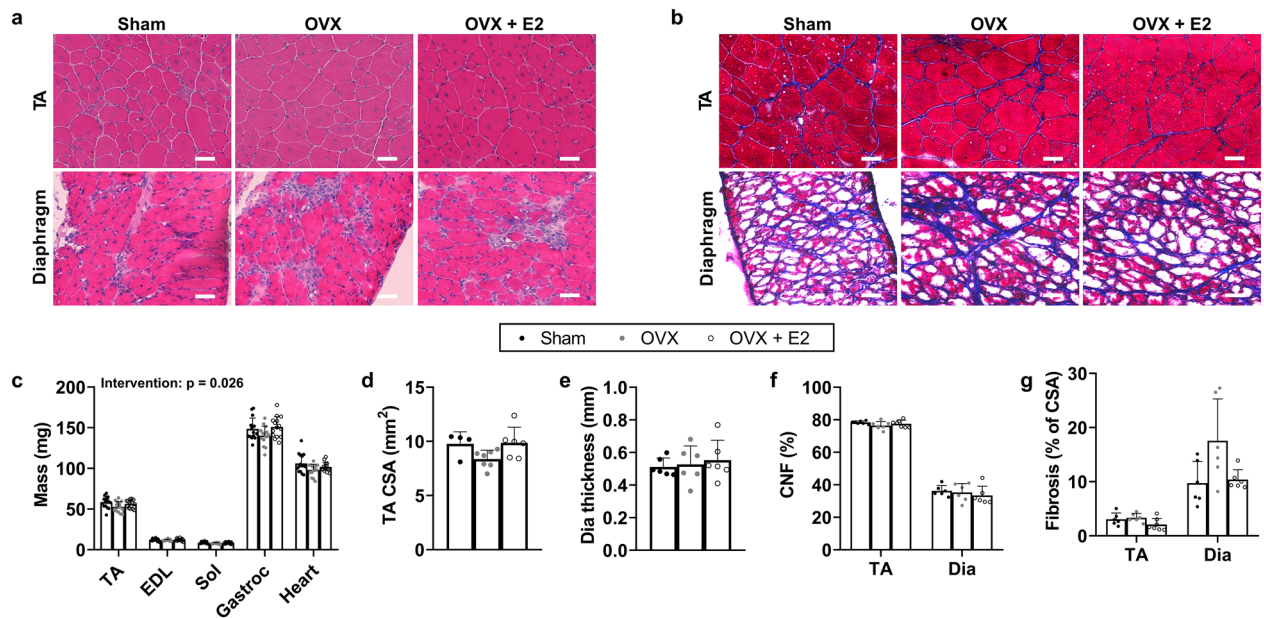 a
Sham
OVX
OVX + E2
TA
Diaphragm
b
Sham
OVX
OVX + E2
TA
Diaphragm
Sham
OVX
OVX + E2
c
Intervention: p = 0.026
Mass (mg)
200
150
100
50
0
TA
EDL
Sol
Gastroc
Heart
d
TA CSA (mm²)
15
10
5
0
e
Dia thickness (mm)
1.0
0.8
0.6
0.4
0.2
0.0
f
CNF (%)
100
80
60
40
20
0
TA
Dia
g
Fibrosis (% of CSA)
30
20
10
0
TA
Dia